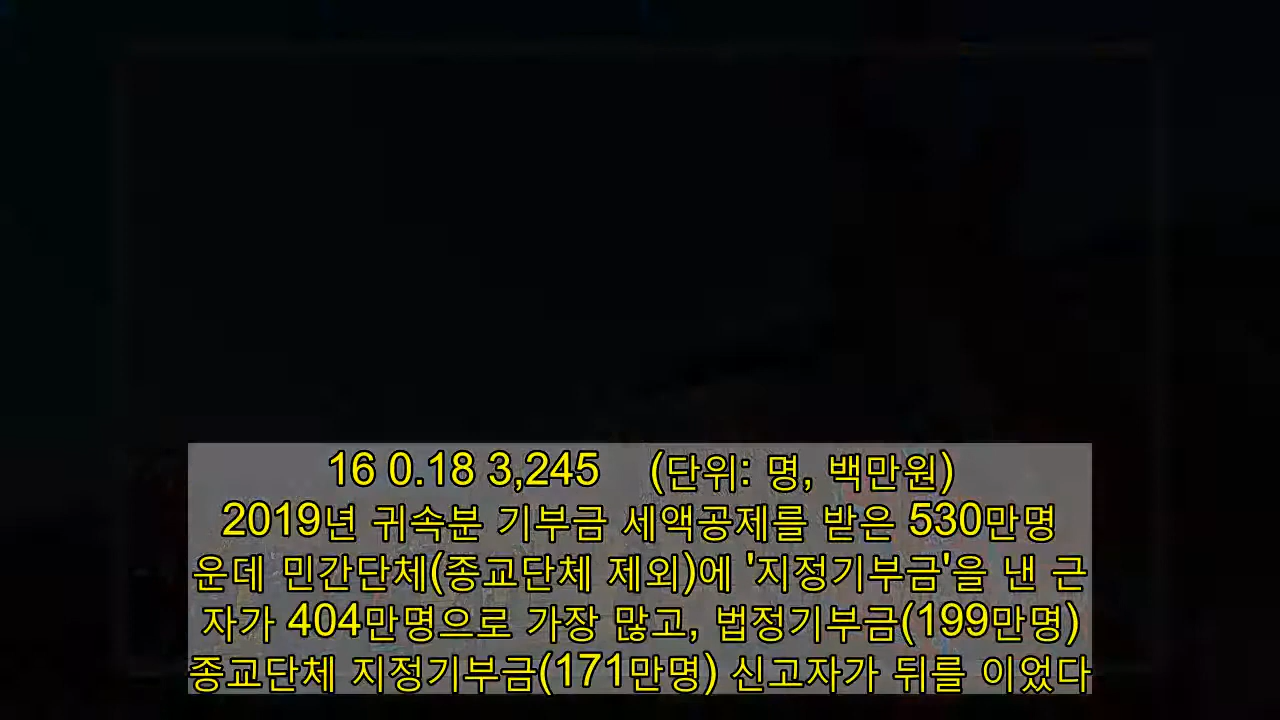 16 0.18 3,245 (단위: 명, 백만원)
2019년 귀속분 기부금 세액공제를 받은 530만명
운데 민간단체(종교단체 제외)에 '지정기부금'을 낸 근
자가 404만명으로 가장 많고, 법정기부금(199만명)
종교단체 지정기부금(171만명) 신고자가 뒤를 이었다